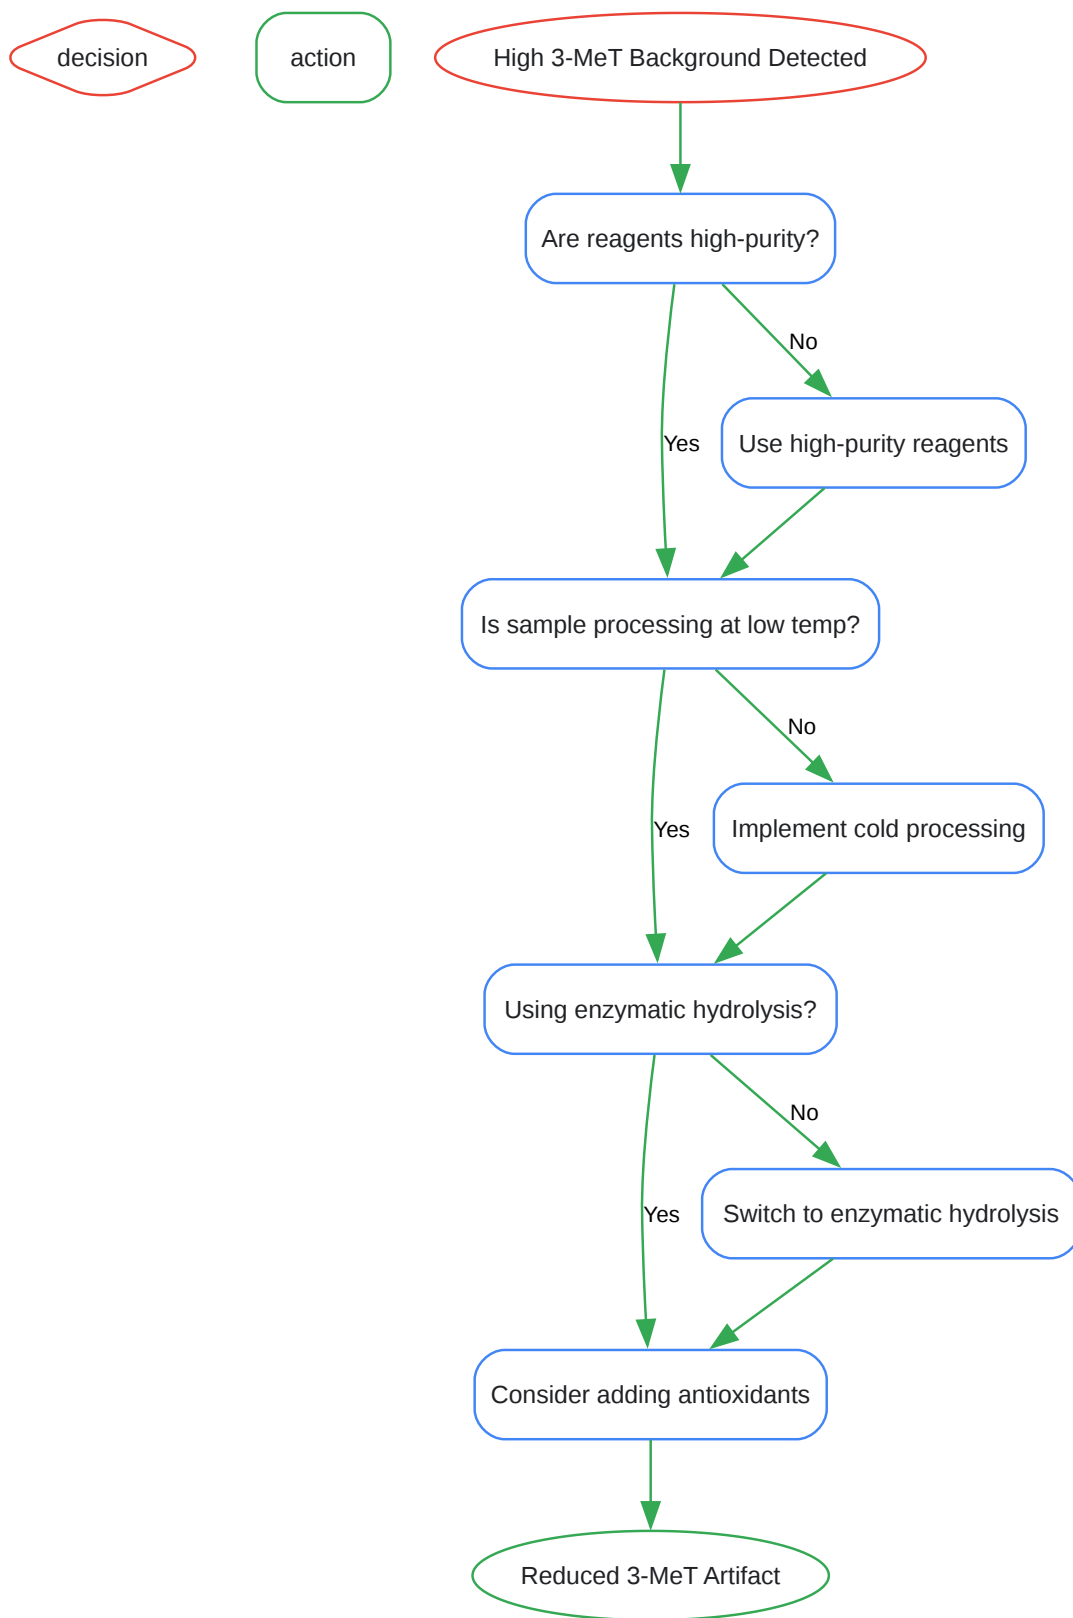 decision
action
High 3-MeT Background Detected
Are reagents high-purity?
No
Yes
Use high-purity reagents
Is sample processing at low temp?
No
Yes
Implement cold processing
Using enzymatic hydrolysis?
No
Yes
Switch to enzymatic hydrolysis
Consider adding antioxidants
Reduced 3-MeT Artifact